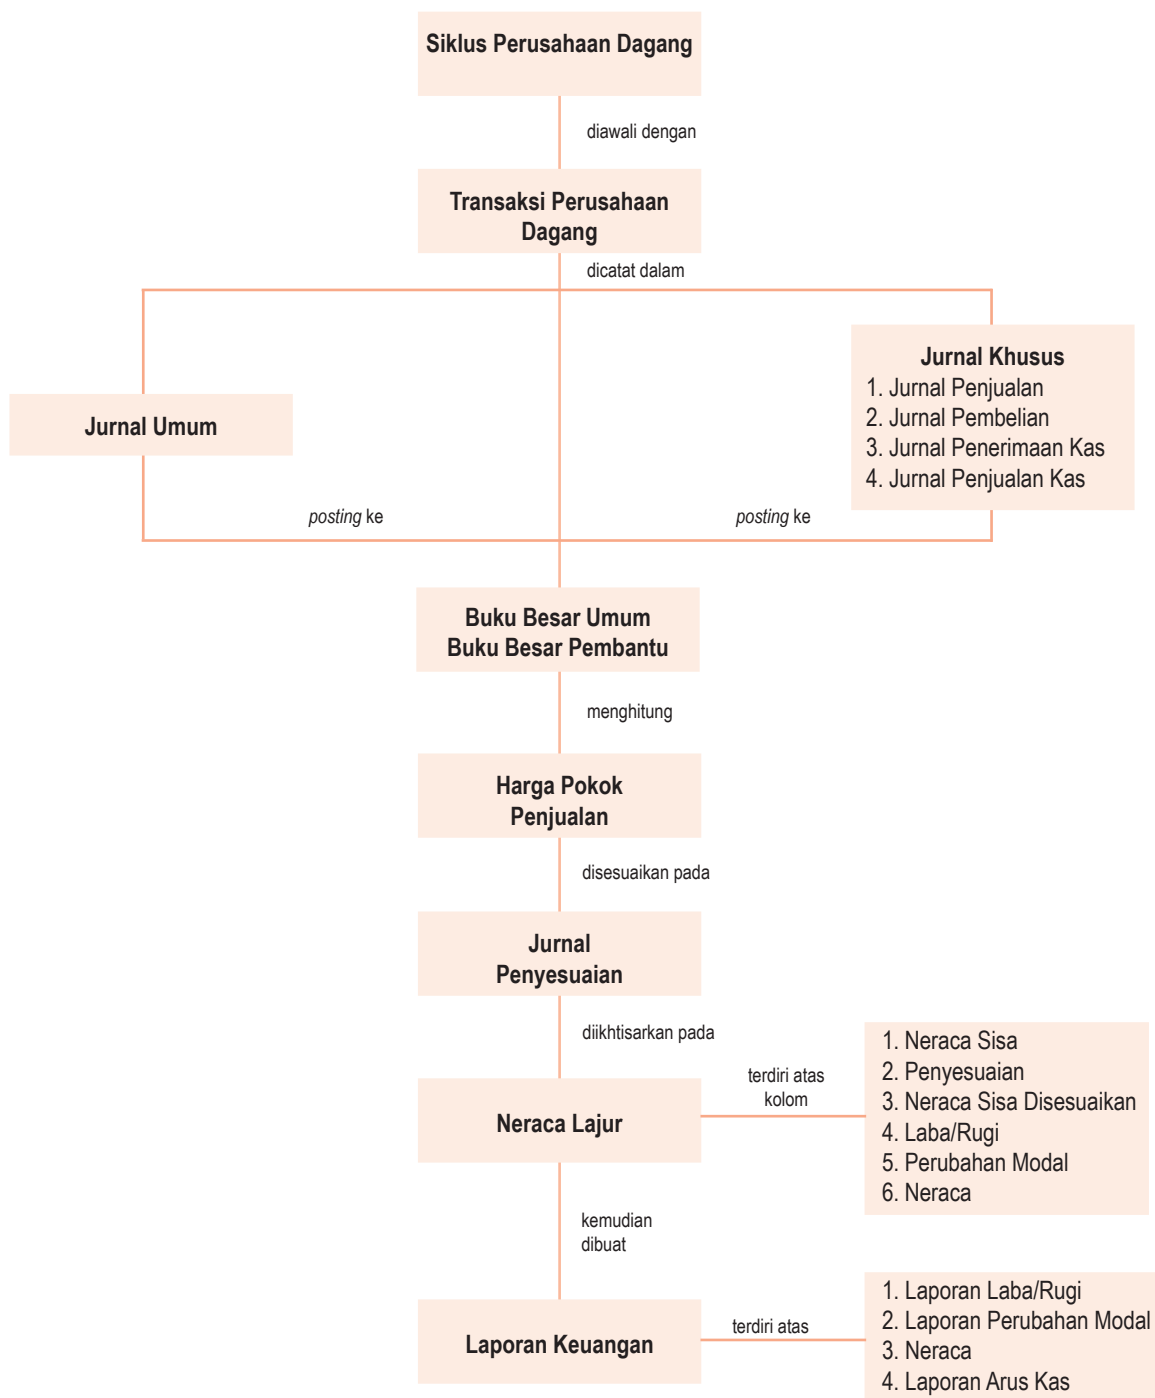 Siklus Perusahaan Dagang
diawali dengan
Transaksi Perusahaan
Dagang
dicatat dalam
Jurnal Umum
Jurnal Khusus
1. Jurnal Penjualan
2. Jurnal Pembelian
3. Jurnal Penerimaan Kas
4. Jurnal Penjualan Kas
posting ke
posting ke
Buku Besar Umum
Buku Besar Pembantu
menghitung
Harga Pokok
Penjualan
disesuaikan pada
Jurnal
Penyesuaian
diikhtisarkan pada
Neraca Lajur
terdiri atas
kolom
1. Neraca Sisa
2. Penyesuaian
3. Neraca Sisa Disesuaikan
4. Laba/Rugi
5. Perubahan Modal
6. Neraca
kemudian
dibuat
Laporan Keuangan
terdiri atas
1. Laporan Laba/Rugi
2. Laporan Perubahan Modal
3. Neraca
4. Laporan Arus Kas